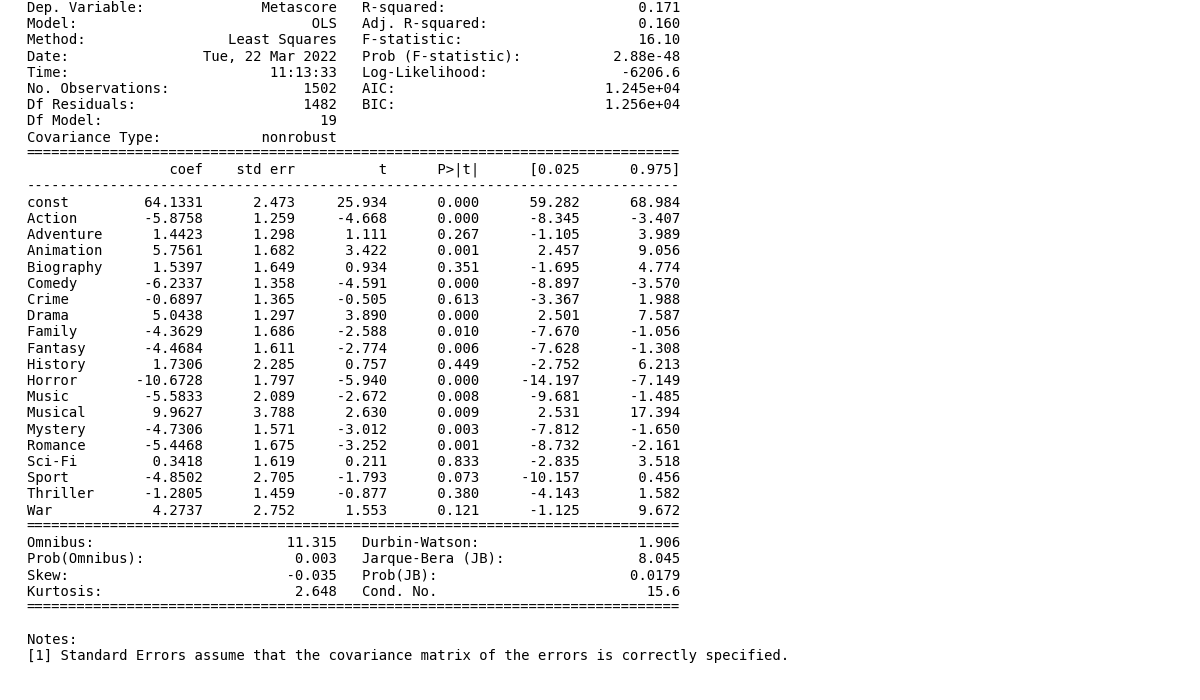 Dep. Variable:              Metascore   R-squared:                       0.171
Model:                            OLS   Adj. R-squared:                  0.160
Method:                 Least Squares   F-statistic:                     16.10
Date:                Tue, 22 Mar 2022   Prob (F-statistic):           2.88e-48
Time:                        11:13:33   Log-Likelihood:                -6206.6
No. Observations:                1502   AIC:                         1.245e+04
Df Residuals:                    1482   BIC:                         1.256e+04
Df Model:                          19
Covariance Type:            nonrobust
==============================================================================
                 coef    std err          t      P>|t|      [0.025      0.975]
------------------------------------------------------------------------------
const         64.1331      2.473     25.934      0.000      59.282      68.984
Action        -5.8758      1.259     -4.668      0.000      -8.345      -3.407
Adventure      1.4423      1.298      1.111      0.267      -1.105       3.989
Animation      5.7561      1.682      3.422      0.001       2.457       9.056
Biography      1.5397      1.649      0.934      0.351      -1.695       4.774
Comedy        -6.2337      1.358     -4.591      0.000      -8.897      -3.570
Crime         -0.6897      1.365     -0.505      0.613      -3.367       1.988
Drama          5.0438      1.297      3.890      0.000       2.501       7.587
Family        -4.3629      1.686     -2.588      0.010      -7.670      -1.056
Fantasy       -4.4684      1.611     -2.774      0.006      -7.628      -1.308
History        1.7306      2.285      0.757      0.449      -2.752       6.213
Horror       -10.6728      1.797     -5.940      0.000     -14.197      -7.149
Music         -5.5833      2.089     -2.672      0.008      -9.681      -1.485
Musical        9.9627      3.788      2.630      0.009       2.531      17.394
Mystery       -4.7306      1.571     -3.012      0.003      -7.812      -1.650
Romance       -5.4468      1.675     -3.252      0.001      -8.732      -2.161
Sci-Fi         0.3418      1.619      0.211      0.833      -2.835       3.518
Sport         -4.8502      2.705     -1.793      0.073     -10.157       0.456
Thriller      -1.2805      1.459     -0.877      0.380      -4.143       1.582
War            4.2737      2.752      1.553      0.121      -1.125       9.672
==============================================================================
Omnibus:                       11.315   Durbin-Watson:                   1.906
Prob(Omnibus):                  0.003   Jarque-Bera (JB):                8.045
Skew:                          -0.035   Prob(JB):                       0.0179
Kurtosis:                       2.648   Cond. No.                         15.6
==============================================================================
Notes:
[1] Standard Errors assume that the covariance matrix of the errors is correctly specified.